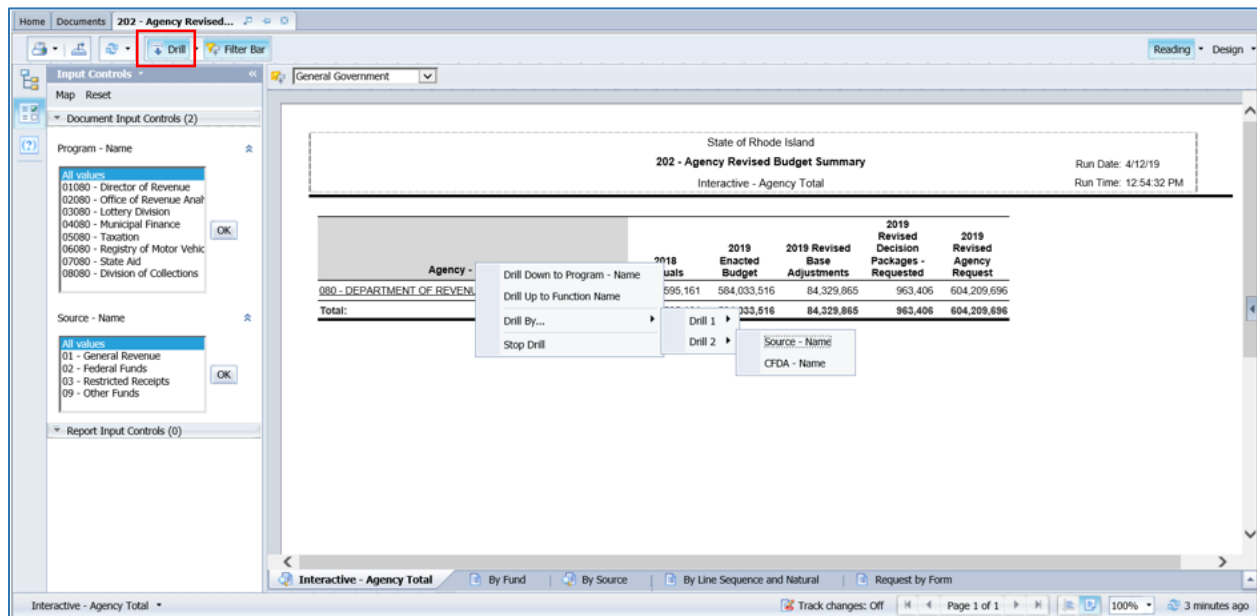 Home Documents 202 - Agency Revised...
Drill Filter Bar Reading Design
Input Controls
General Government
Map Reset
Document Input Controls (2)
Program - Name
All values
01080 - Director of Revenue
02080 - Office of Revenue Anal
03080 - Lottery Division
04080 - Municipal Finance
05080 - Taxation
06080 - Registry of Motor Vehic
07080 - State Aid
08080 - Division of Collections
OK
Source - Name
All values
01 - General Revenue
02 - Federal Funds
03 - Restricted Receipts
09 - Other Funds
OK
Report Input Controls (0)
State of Rhode Island
202 - Agency Revised Budget Summary
Run Date: 4/12/19
Interactive - Agency Total
Run Time: 12:54:32 PM
Agency -
2018
uals
2019
Enacted
Budget
2019 Revised
Base
Adjustments
2019
Revised
Decision
Packages -
Requested
2019
Revised
Agency
Request
080 - DEPARTMENT OF REVENU 595,161 584,033,516 84,329,865 963,406 604,209,696
Total: 033,516 84,329,865 963,406 604,209,696
Drill Down to Program - Name
Drill Up to Function Name
Drill By...
Stop Drill
Drill 1
Drill 2
Source - Name
CFDA - Name
Interactive - Agency Total By Fund By Source By Line Sequence and Natural Request by Form
Interactive - Agency Total Track changes: Off Page 1 of 1 100% 3 minutes ago